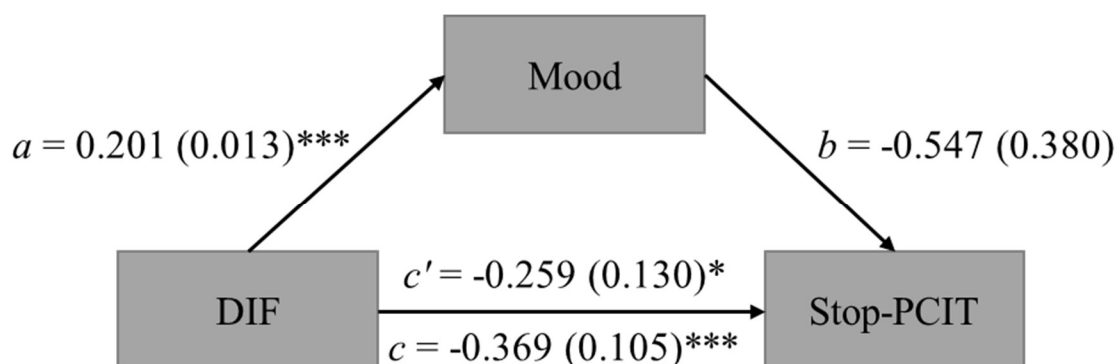 Mood
a = 0.201 (0.013)***
b = -0.547 (0.380)
DIF
c' = -0.259 (0.130)*
c = -0.369 (0.105)***
Stop-PCIT